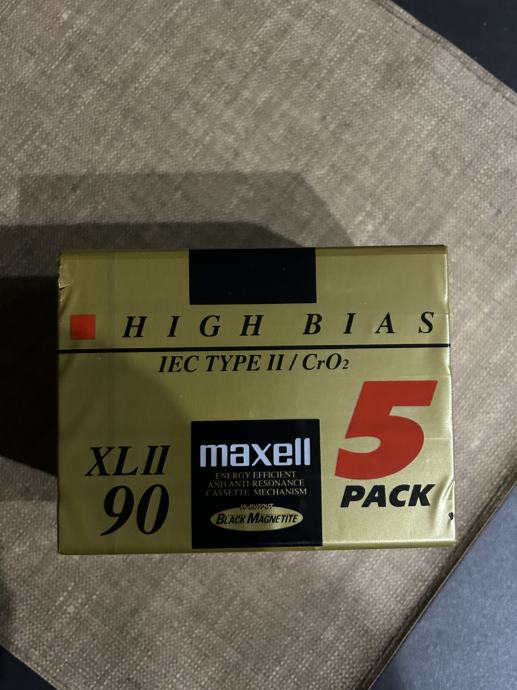 HIGH BIAS
IEC TYPE II / CrO₂
5
PACK
XLII
90
maxell
ENERGY EFFICIENT
AND ANTI-RESONANCE
CASSETTE MECHANISM
BLACK MAGNETITE